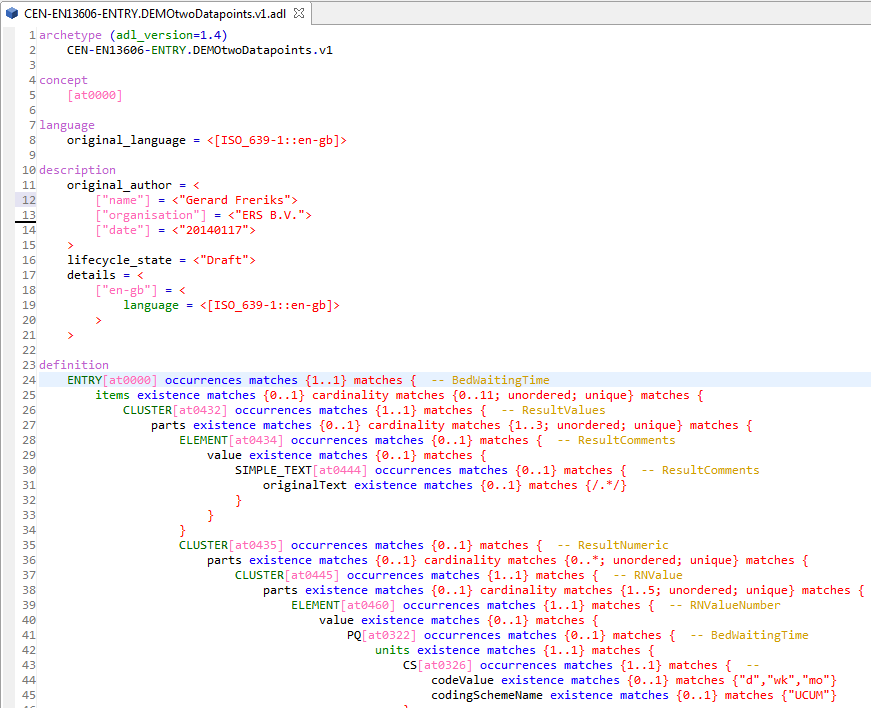 CEN-EN13606-ENTRY.DEMOtwoDatapoints.v1.adl
1 archetype (adl_version=1.4)
2 CEN-EN13606-ENTRY.DEMOtwoDatapoints.v1
3
4 concept
5 [at0000]
6
7 language
8 original_language = <[ISO_639-1::en-gb]>
9
10 description
11 original_author = <
12 ["name"] = <"Gerard Freriks">
13 ["organisation"] = <"ERS B.V.">
14 ["date"] = <"20140117">
15 >
16 lifecycle_state = <"Draft">
17 details = <
18 ["en-gb"] = <
19 language = <[ISO_639-1::en-gb]>
20 >
21 >
22
23 definition
24 ENTRY[at0000] occurrences matches {1..1} matches { -- BedWaitingTime
25 items existence matches {0..1} cardinality matches {0..11; unordered; unique} matches {
26 CLUSTER[at0432] occurrences matches {1..1} matches { -- ResultValues
27 parts existence matches {0..1} cardinality matches {1..3; unordered; unique} matches {
28 ELEMENT[at0434] occurrences matches {0..1} matches { -- ResultComments
29 value existence matches {0..1} matches {
30 SIMPLE_TEXT[at0444] occurrences matches {0..1} matches { -- ResultComments
31 originalText existence matches {0..1} matches {/.*/}
32 }
33 }
34 }
35 CLUSTER[at0435] occurrences matches {0..1} matches { -- ResultNumeric
36 parts existence matches {0..1} cardinality matches {0..*; unordered; unique} matches {
37 CLUSTER[at0445] occurrences matches {1..1} matches { -- RNValue
38 parts existence matches {0..1} cardinality matches {1..5; unordered; unique} matches {
39 ELEMENT[at0460] occurrences matches {1..1} matches { -- RNValueNumber
40 value existence matches {0..1} matches {
41 PQ[at0322] occurrences matches {0..1} matches { -- BedWaitingTime
42 units existence matches {1..1} matches {
43 CS[at0326] occurrences matches {1..1} matches { --
44 codeValue existence matches {0..1} matches {"d","wk","mo"}
45 codingSchemeName existence matches {0..1} matches {"UCUM"}